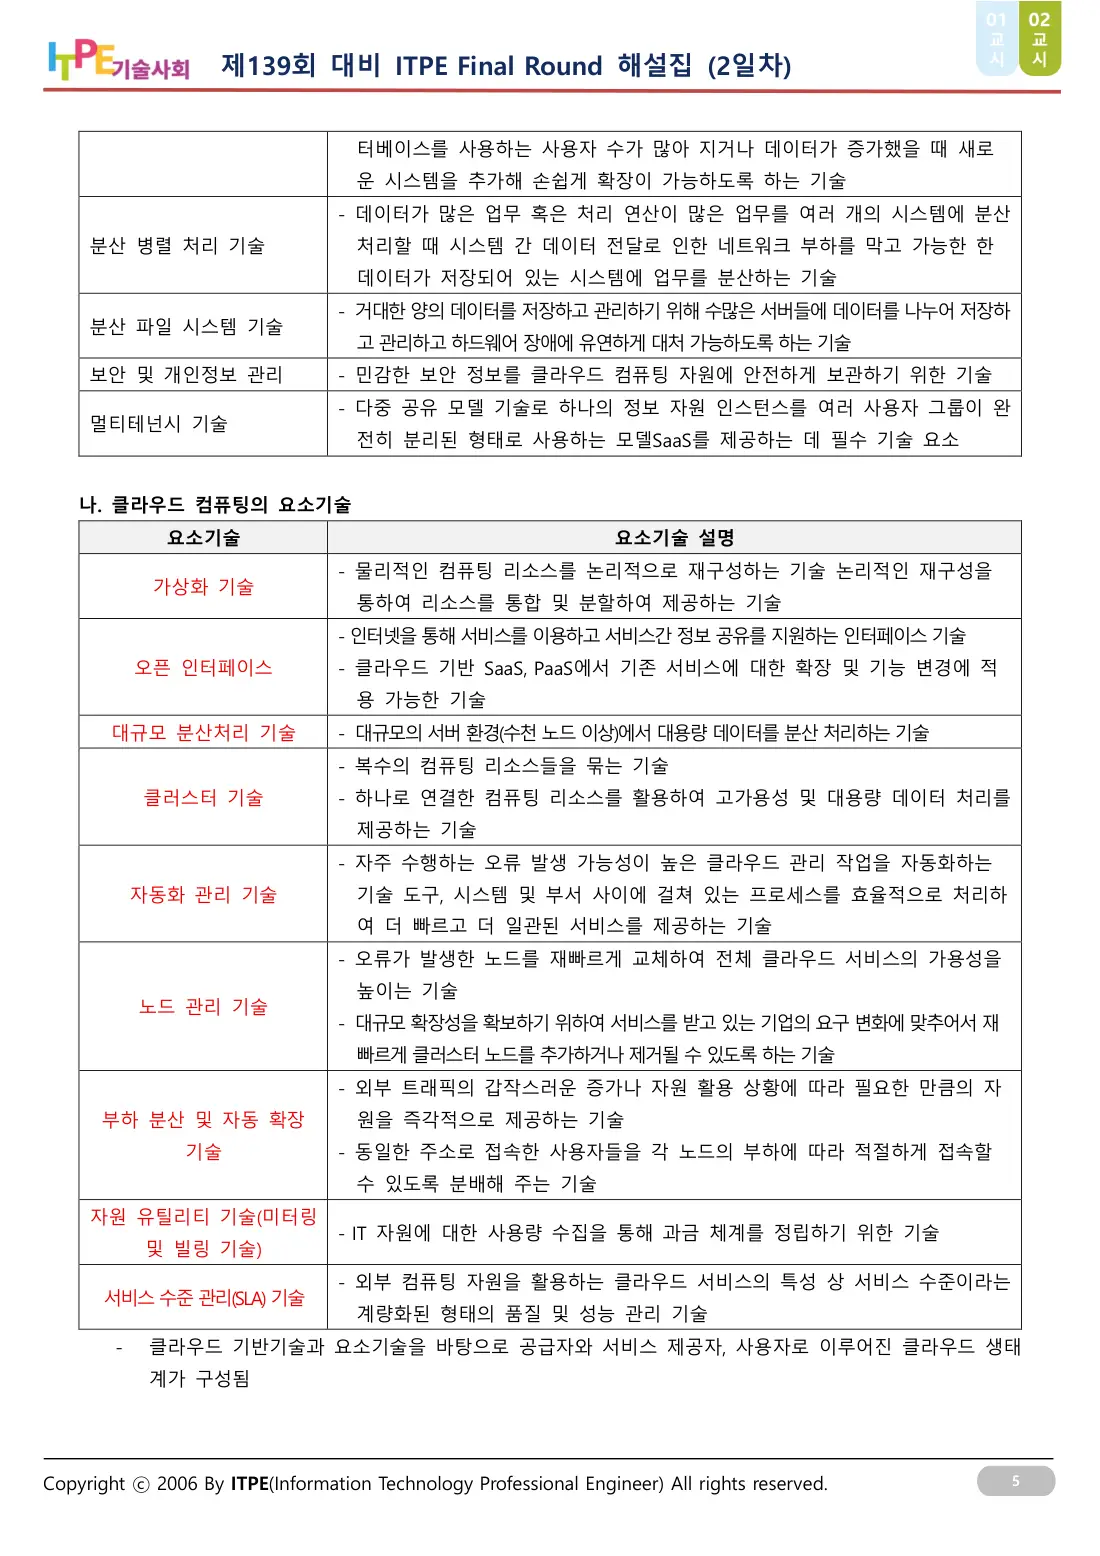 ITPE기술사회 제139회 대비 ITPE Final Round 해설집 (2일차)
01
교
시
02
교
시
터베이스를 사용하는 사용자 수가 많아 지거나 데이터가 증가했을 때 새로
운 시스템을 추가해 손쉽게 확장이 가능하도록 하는 기술
분산 병렬 처리 기술
- 데이터가 많은 업무 혹은 처리 연산이 많은 업무를 여러 개의 시스템에 분산
처리할 때 시스템 간 데이터 전달로 인한 네트워크 부하를 막고 가능한 한
데이터가 저장되어 있는 시스템에 업무를 분산하는 기술
분산 파일 시스템 기술
- 거대한 양의 데이터를 저장하고 관리하기 위해 수많은 서버들에 데이터를 나누어 저장하
고 관리하고 하드웨어 장애에 유연하게 대처 가능하도록 하는 기술
보안 및 개인정보 관리
- 민감한 보안 정보를 클라우드 컴퓨팅 자원에 안전하게 보관하기 위한 기술
멀티테넌시 기술
- 다중 공유 모델 기술로 하나의 정보 자원 인스턴스를 여러 사용자 그룹이 완
전히 분리된 형태로 사용하는 모델SaaS를 제공하는 데 필수 기술 요소
나. 클라우드 컴퓨팅의 요소기술
요소기술
요소기술 설명
가상화 기술
- 물리적인 컴퓨팅 리소스를 논리적으로 재구성하는 기술 논리적인 재구성을
통하여 리소스를 통합 및 분할하여 제공하는 기술
오픈 인터페이스
- 인터넷을 통해 서비스를 이용하고 서비스간 정보 공유를 지원하는 인터페이스 기술
- 클라우드 기반 SaaS, PaaS에서 기존 서비스에 대한 확장 및 기능 변경에 적
용 가능한 기술
대규모 분산처리 기술
- 대규모의 서버 환경(수천 노드 이상)에서 대용량 데이터를 분산 처리하는 기술
클러스터 기술
- 복수의 컴퓨팅 리소스들을 묶는 기술
- 하나로 연결한 컴퓨팅 리소스를 활용하여 고가용성 및 대용량 데이터 처리를
제공하는 기술
자동화 관리 기술
- 자주 수행하는 오류 발생 가능성이 높은 클라우드 관리 작업을 자동화하는
기술 도구, 시스템 및 부서 사이에 걸쳐 있는 프로세스를 효율적으로 처리하
여 더 빠르고 더 일관된 서비스를 제공하는 기술
노드 관리 기술
- 오류가 발생한 노드를 재빠르게 교체하여 전체 클라우드 서비스의 가용성을
높이는 기술
- 대규모 확장성을 확보하기 위하여 서비스를 받고 있는 기업의 요구 변화에 맞추어서 재
빠르게 클러스터 노드를 추가하거나 제거될 수 있도록 하는 기술
부하 분산 및 자동 확장
기술
- 외부 트래픽의 갑작스러운 증가나 자원 활용 상황에 따라 필요한 만큼의 자
원을 즉각적으로 제공하는 기술
- 동일한 주소로 접속한 사용자들을 각 노드의 부하에 따라 적절하게 접속할
수 있도록 분배해 주는 기술
자원 유틸리티 기술(미터링
및 빌링 기술)
- IT 자원에 대한 사용량 수집을 통해 과금 체계를 정립하기 위한 기술
서비스 수준 관리(SLA) 기술
- 외부 컴퓨팅 자원을 활용하는 클라우드 서비스의 특성 상 서비스 수준이라는
계량화된 형태의 품질 및 성능 관리 기술
- 클라우드 기반기술과 요소기술을 바탕으로 공급자와 서비스 제공자, 사용자로 이루어진 클라우드 생태
계가 구성됨
Copyright ⓒ 2006 By ITPE(Information Technology Professional Engineer) All rights reserved.
5